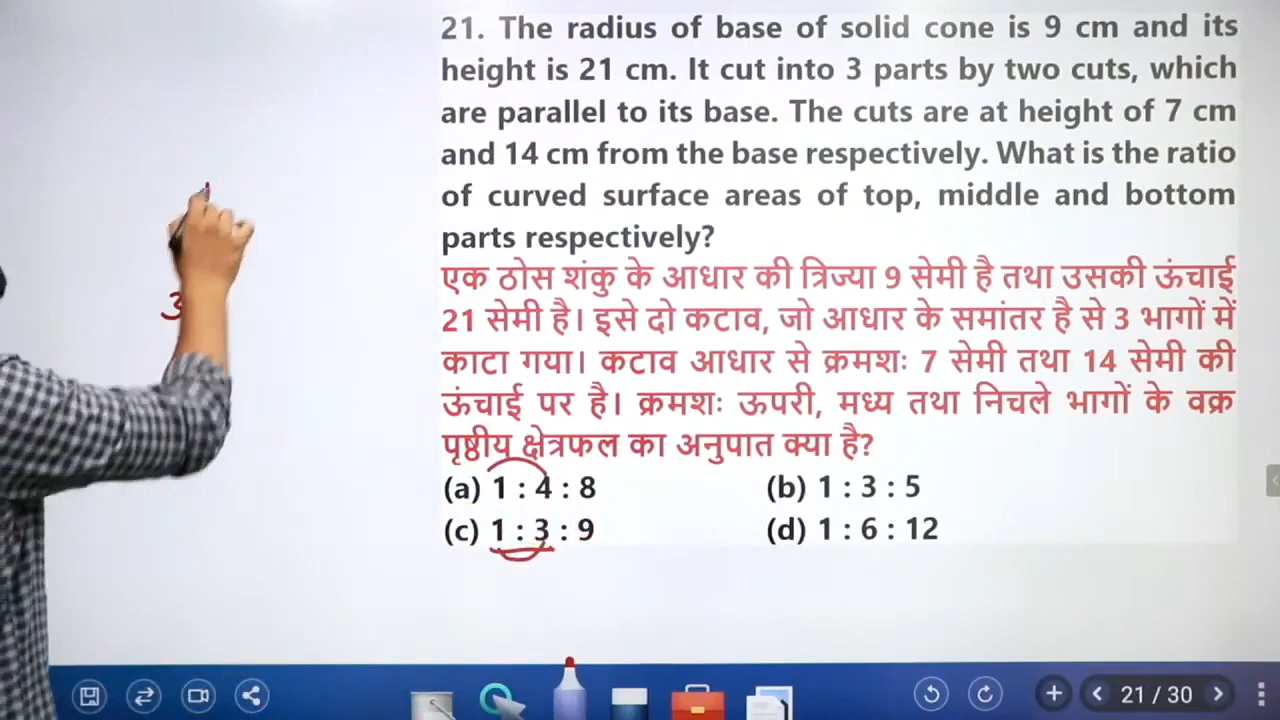 21. The radius of base of solid cone is 9 cm and its
height is 21 cm. It cut into 3 parts by two cuts, which
are parallel to its base. The cuts are at height of 7 cm
and 14 cm from the base respectively. What is the ratio
of curved surface areas of top, middle and bottom
parts respectively?
एक ठोस शंकु के आधार की त्रिज्या 9 सेमी है तथा उसकी ऊंचाई
21 सेमी है। इसे दो कटाव, जो आधार के समांतर है से 3 भागों में
काटा गया। कटाव आधार से क्रमशः 7 सेमी तथा 14 सेमी की
ऊंचाई पर है। क्रमशः ऊपरी, मध्य तथा निचले भागों के वक्र
पृष्ठीय क्षेत्रफल का अनुपात क्या है?
(a) 1 : 4 : 8 (b) 1 : 3 : 5
(c) 1 : 3 : 9 (d) 1 : 6 : 12
3
21 / 30